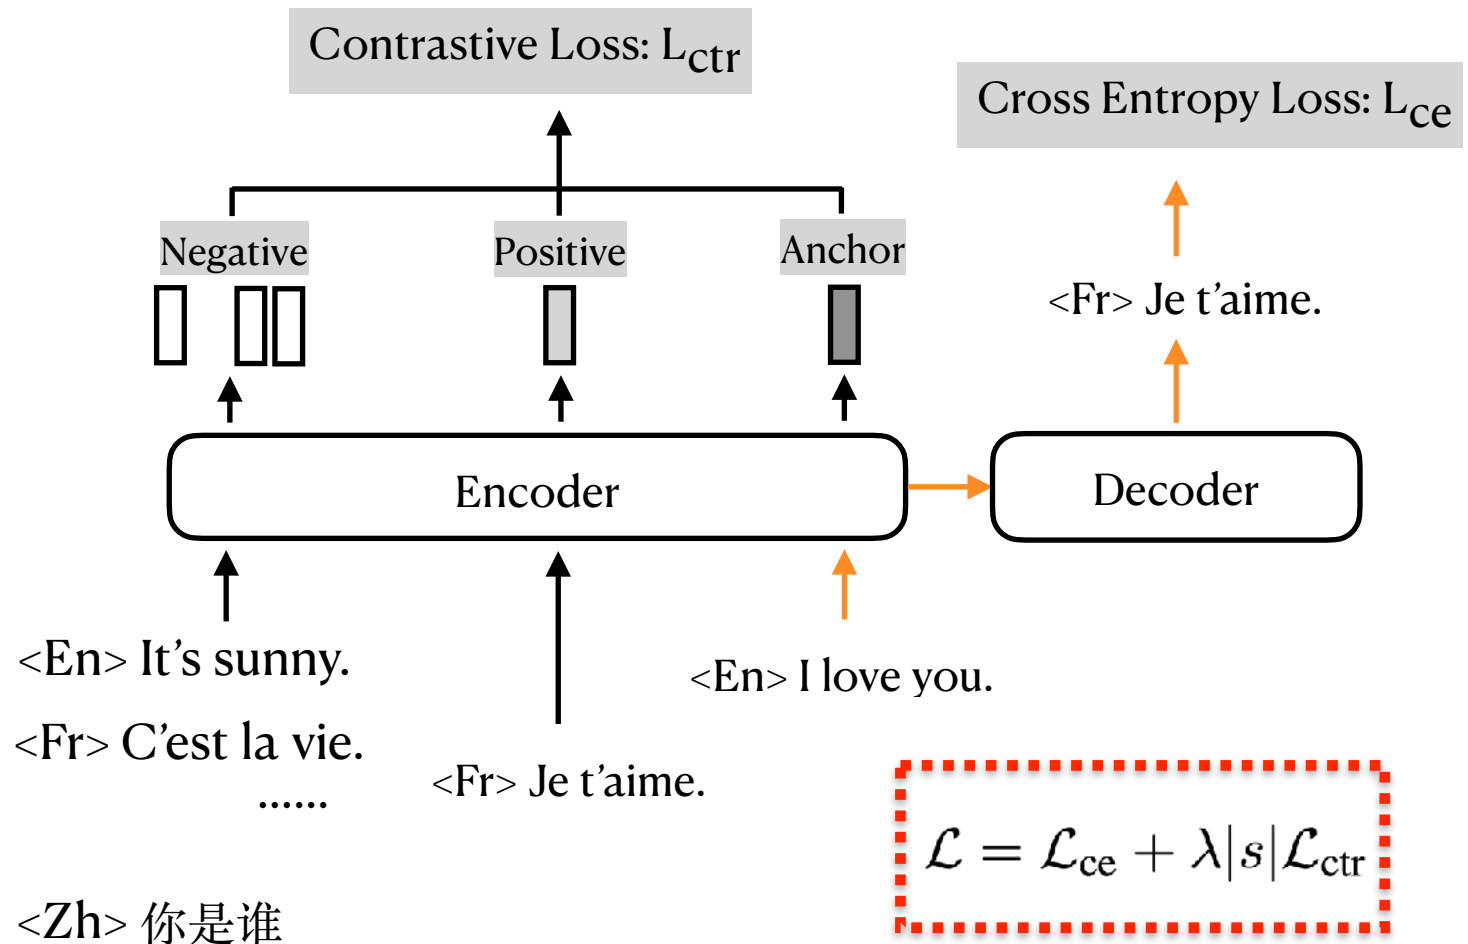 Contrastive Loss: Lctr
Cross Entropy Loss: Lce
Negative
Positive
Anchor
<Fr> Je t’aime.
Encoder
Decoder
<En> It’s sunny.
<En> I love you.
<Fr> C’est la vie.
<Fr> Je t’aime.
......
ℒ = ℒce + λ|s|ℒctr
<Zh> 你是谁